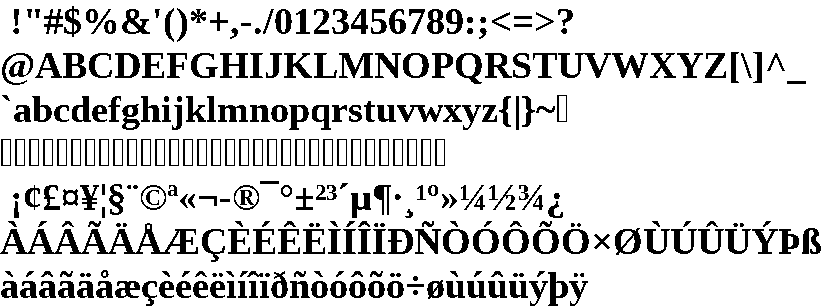 !"#$%&'()*+,-./0123456789:;<=>?
@ABCDEFGHIJKLMNOPQRSTUVWXYZ[\]^_
`abcdefghijklmnopqrstuvwxyz{|}~
¡¢£¤¥¦§¨©ª«¬-®¯°±²³´µ¶·¸¹º»¼½¾¿
ÀÁÂÃÄÅÆÇÈÉÊËÌÍÎÏÐÑÒÓÔÕÖ×ØÙÚÛÜÝÞß
àáâãäåæçèéêëìíîïðñòóôõö÷øùúûüýþÿ